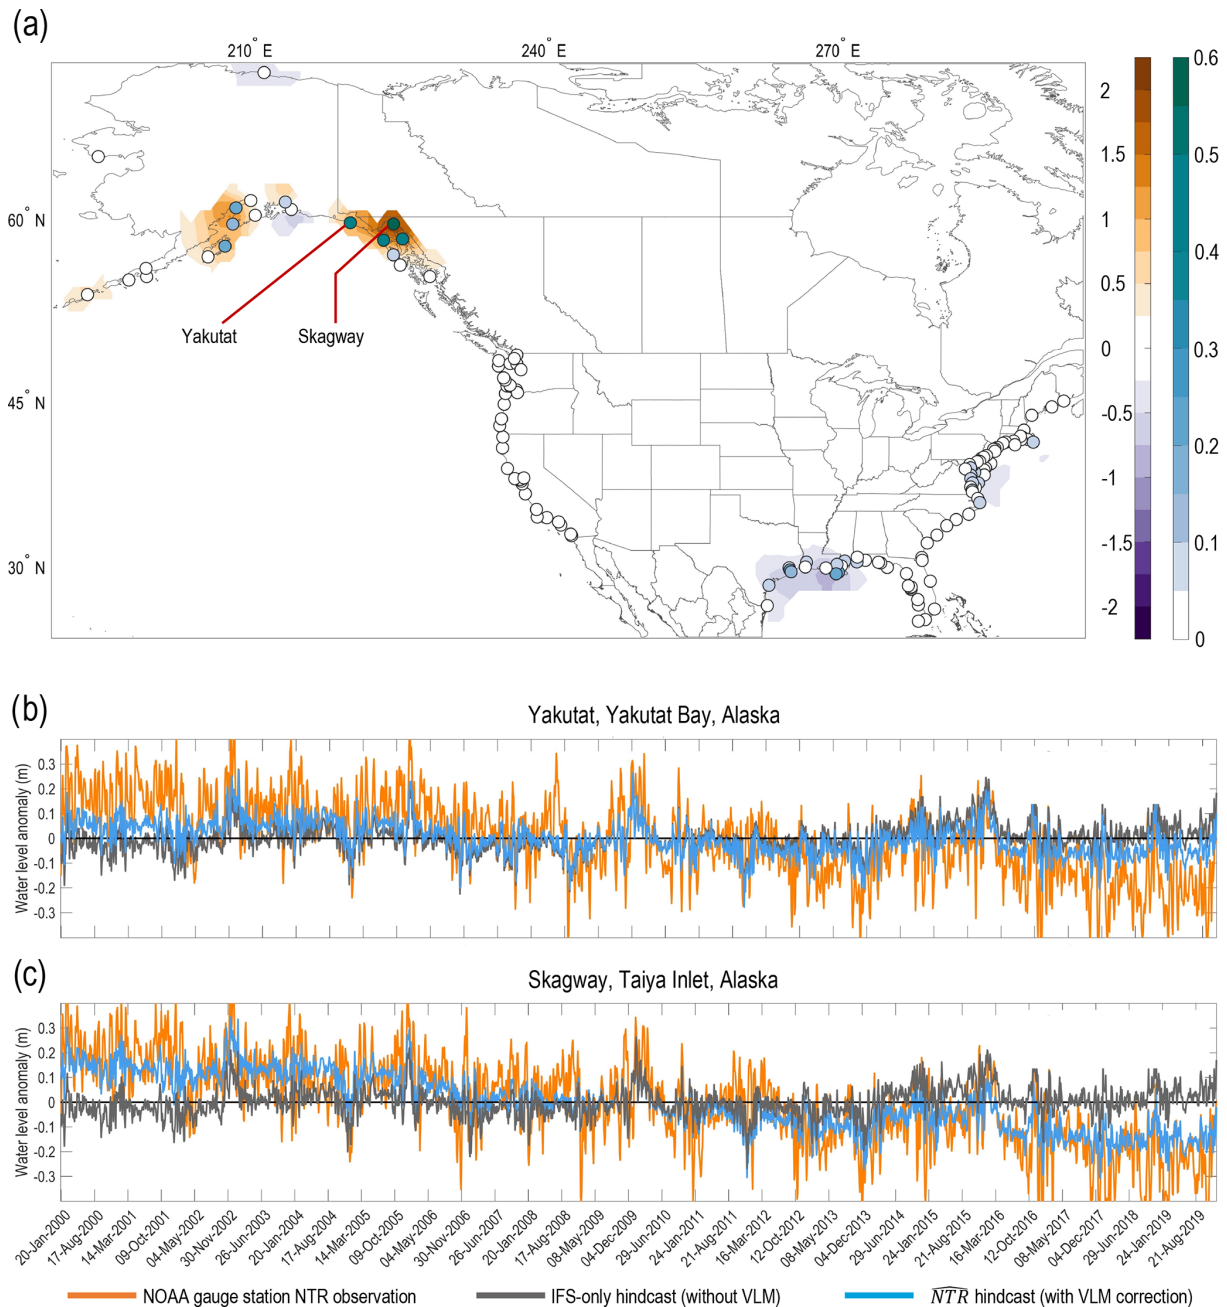 (a)
210° E 240° E 270° E
60° N
45° N
30° N
Yakutat
Skagway
2
1.5
1
0.5
0
-0.5
-1
-1.5
-2
0.6
0.5
0.4
0.3
0.2
0.1
0
(b)
Yakutat, Yakutat Bay, Alaska
Water level anomaly (m)
0.3
0.2
0.1
0
-0.1
-0.2
-0.3
(c)
Skagway, Taiya Inlet, Alaska
Water level anomaly (m)
0.3
0.2
0.1
0
-0.1
-0.2
-0.3
20-Jan-2000
17-Aug-2000
14-Mar-2001
09-Oct-2001
04-May-2002
30-Nov-2002
26-Jun-2003
20-Jan-2004
17-Aug-2004
14-Mar-2005
09-Oct-2005
04-May-2006
30-Nov-2006
26-Jun-2007
20-Jan-2008
17-Aug-2008
08-May-2009
04-Dec-2009
29-Jun-2010
24-Jan-2011
21-Aug-2011
16-Mar-2012
12-Oct-2012
08-May-2013
04-Dec-2013
29-Jun-2014
24-Jan-2015
21-Aug-2015
16-Mar-2016
12-Oct-2016
08-May-2017
04-Dec-2017
29-Jun-2018
24-Jan-2019
21-Aug-2019
NOAA gauge station NTR observation
IFS-only hindcast (without VLM)
N͡TR hindcast (with VLM correction)